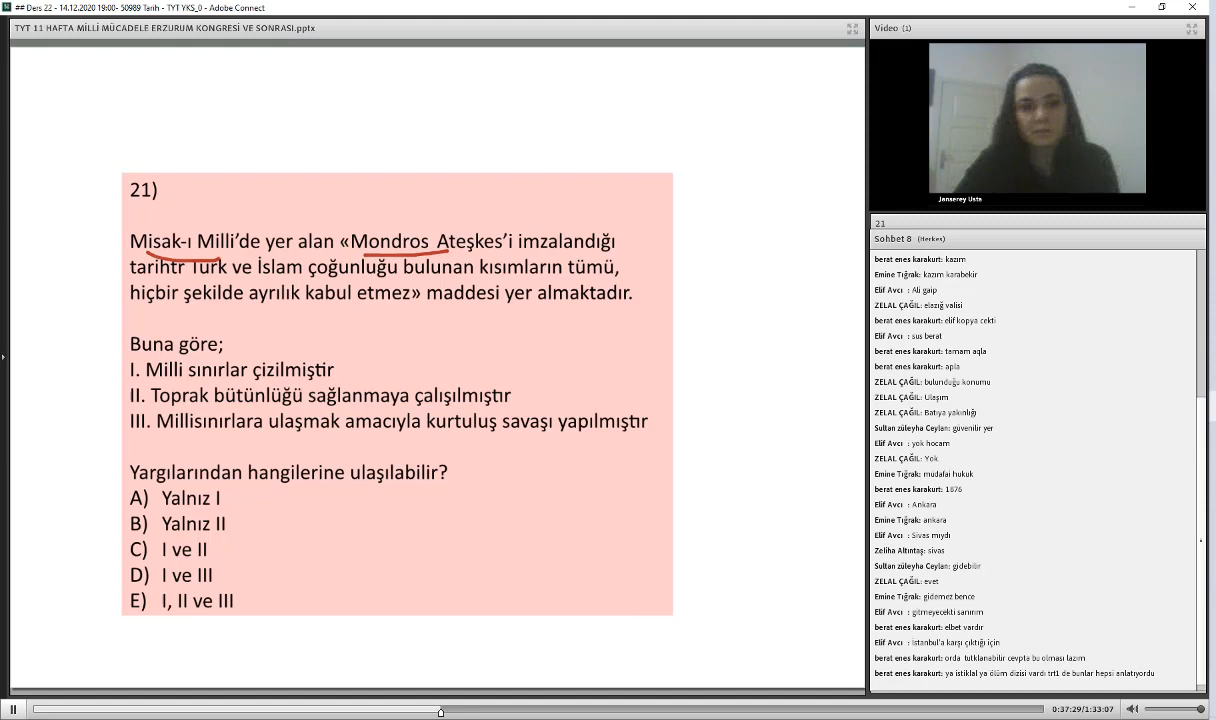 ## Ders 22 - 14.12.2020 19:00- 50989 Tarih - TYT YKS_0 - Adobe Connect
TYT 11 HAFTA MİLLİ MÜCADELE ERZURUM KONGRESİ VE SONRASI.pptx
21)
Misak-ı Milli’de yer alan «Mondros Ateşkes’i imzalandığı
tarihtr Türk ve İslam çoğunluğu bulunan kısımların tümü,
hiçbir şekilde ayrılık kabul etmez» maddesi yer almaktadır.
Buna göre;
I. Milli sınırlar çizilmiştir
II. Toprak bütünlüğü sağlanmaya çalışılmıştır
III. Millisınırlara ulaşmak amacıyla kurtuluş savaşı yapılmıştır
Yargılarından hangilerine ulaşılabilir?
A) Yalnız I
B) Yalnız II
C) I ve II
D) I ve III
E) I, II ve III
Video (1)
Janserey Usta
21
Sohbet 8 (Herkes)
berat enes karakurt: kazım
Emine Tığrak: kazım karabekir
Elif Avcı : Ali gaip
ZELAL ÇAĞIL: elazığ valisi
berat enes karakurt: elif kopya cekti
Elif Avcı : sus berat
berat enes karakurt: tamam aqla
berat enes karakurt: apla
ZELAL ÇAĞIL: bulunduğu konumu
ZELAL ÇAĞIL: Ulaşım
ZELAL ÇAĞIL: Batıya yakınlığı
Sultan züleyha Ceylan: güvenilir yer
Elif Avcı : yok hocam
ZELAL ÇAĞIL: Yok
Emine Tığrak: müdafai hukuk
berat enes karakurt: 1876
Elif Avcı : Ankara
Emine Tığrak: ankara
Elif Avcı : Sivas mıydı
Zeliha Altıntaş: sivas
Sultan züleyha Ceylan: gidebilir
ZELAL ÇAĞIL: evet
Emine Tığrak: gidemez bence
Elif Avcı : gitmeyecekti sanırım
berat enes karakurt: elbet vardır
Elif Avcı : İstanbul'a karşı çıktığı için
berat enes karakurt: orda tutklanabilir cevpta bu olması lazım
berat enes karakurt: ya istiklal ya ölüm dizisi vardı trt1 de bunlar hepsi anlatıyordu
0:37:29/1:33:07